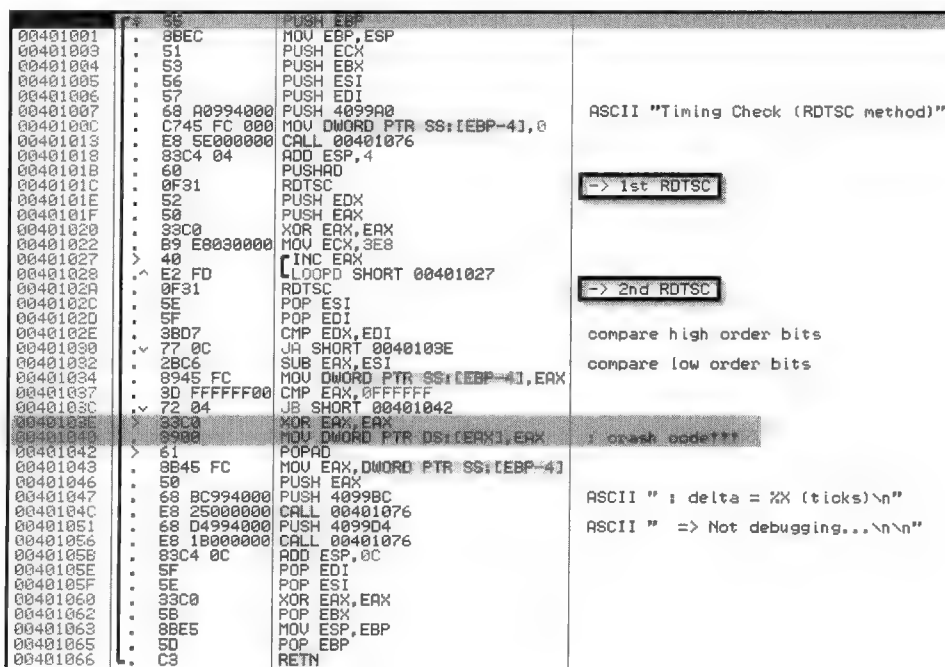 55 PUSH EBP
00401001 . 8BEC MOV EBP,ESP
00401003 . 51 PUSH ECX
00401004 . 53 PUSH EBX
00401005 . 56 PUSH ESI
00401006 . 57 PUSH EDI
00401007 . 68 A0994000 PUSH 4099A0 ASCII "Timing Check (RDTSC method)"
0040100C . C745 FC 000 MOV DWORD PTR SS:[EBP-4],0
00401013 . E8 5E000000 CALL 00401076
00401018 . 83C4 04 ADD ESP,4
0040101B . 60 PUSHAD
0040101C . 0F31 RDTSC -> 1st RDTSC
0040101E . 52 PUSH EDX
0040101F . 50 PUSH EAX
00401020 . 33C0 XOR EAX,EAX
00401022 . B9 E8030000 MOV ECX,3E8
00401027 > 40 INC EAX
00401028 .^ E2 FD LOOPD SHORT 00401027
0040102A . 0F31 RDTSC -> 2nd RDTSC
0040102C . 5E POP ESI
0040102D . 5F POP EDI
0040102E . 3BD7 CMP EDX,EDI compare high order bits
00401030 .v 77 0C JA SHORT 0040103E
00401032 . 2BC6 SUB EAX,ESI compare low order bits
00401034 . 8945 FC MOV DWORD PTR SS:[EBP-4],EAX
00401037 . 3D FFFFFF00 CMP EAX,0FFFFFF
0040103C .v 72 04 JB SHORT 00401042
0040103E > 33C0 XOR EAX,EAX
00401040 . 8900 MOV DWORD PTR DS:[EAX],EAX ; crash code!!!
00401042 > 61 POPAD
00401043 . 8B45 FC MOV EAX,DWORD PTR SS:[EBP-4]
00401046 . 50 PUSH EAX
00401047 . 68 BC994000 PUSH 4099BC ASCII " : delta = %X (ticks)\n"
0040104C . E8 25000000 CALL 00401076
00401051 . 68 D4994000 PUSH 4099D4 ASCII " => Not debugging...\n\n"
00401056 . E8 1B000000 CALL 00401076
0040105B . 83C4 0C ADD ESP,0C
0040105E . 5F POP EDI
0040105F . 5E POP ESI
00401060 . 33C0 XOR EAX,EAX
00401062 . 5B POP EBX
00401063 . 8BE5 MOV ESP,EBP
00401065 . 5D POP EBP
00401066 . C3 RETN